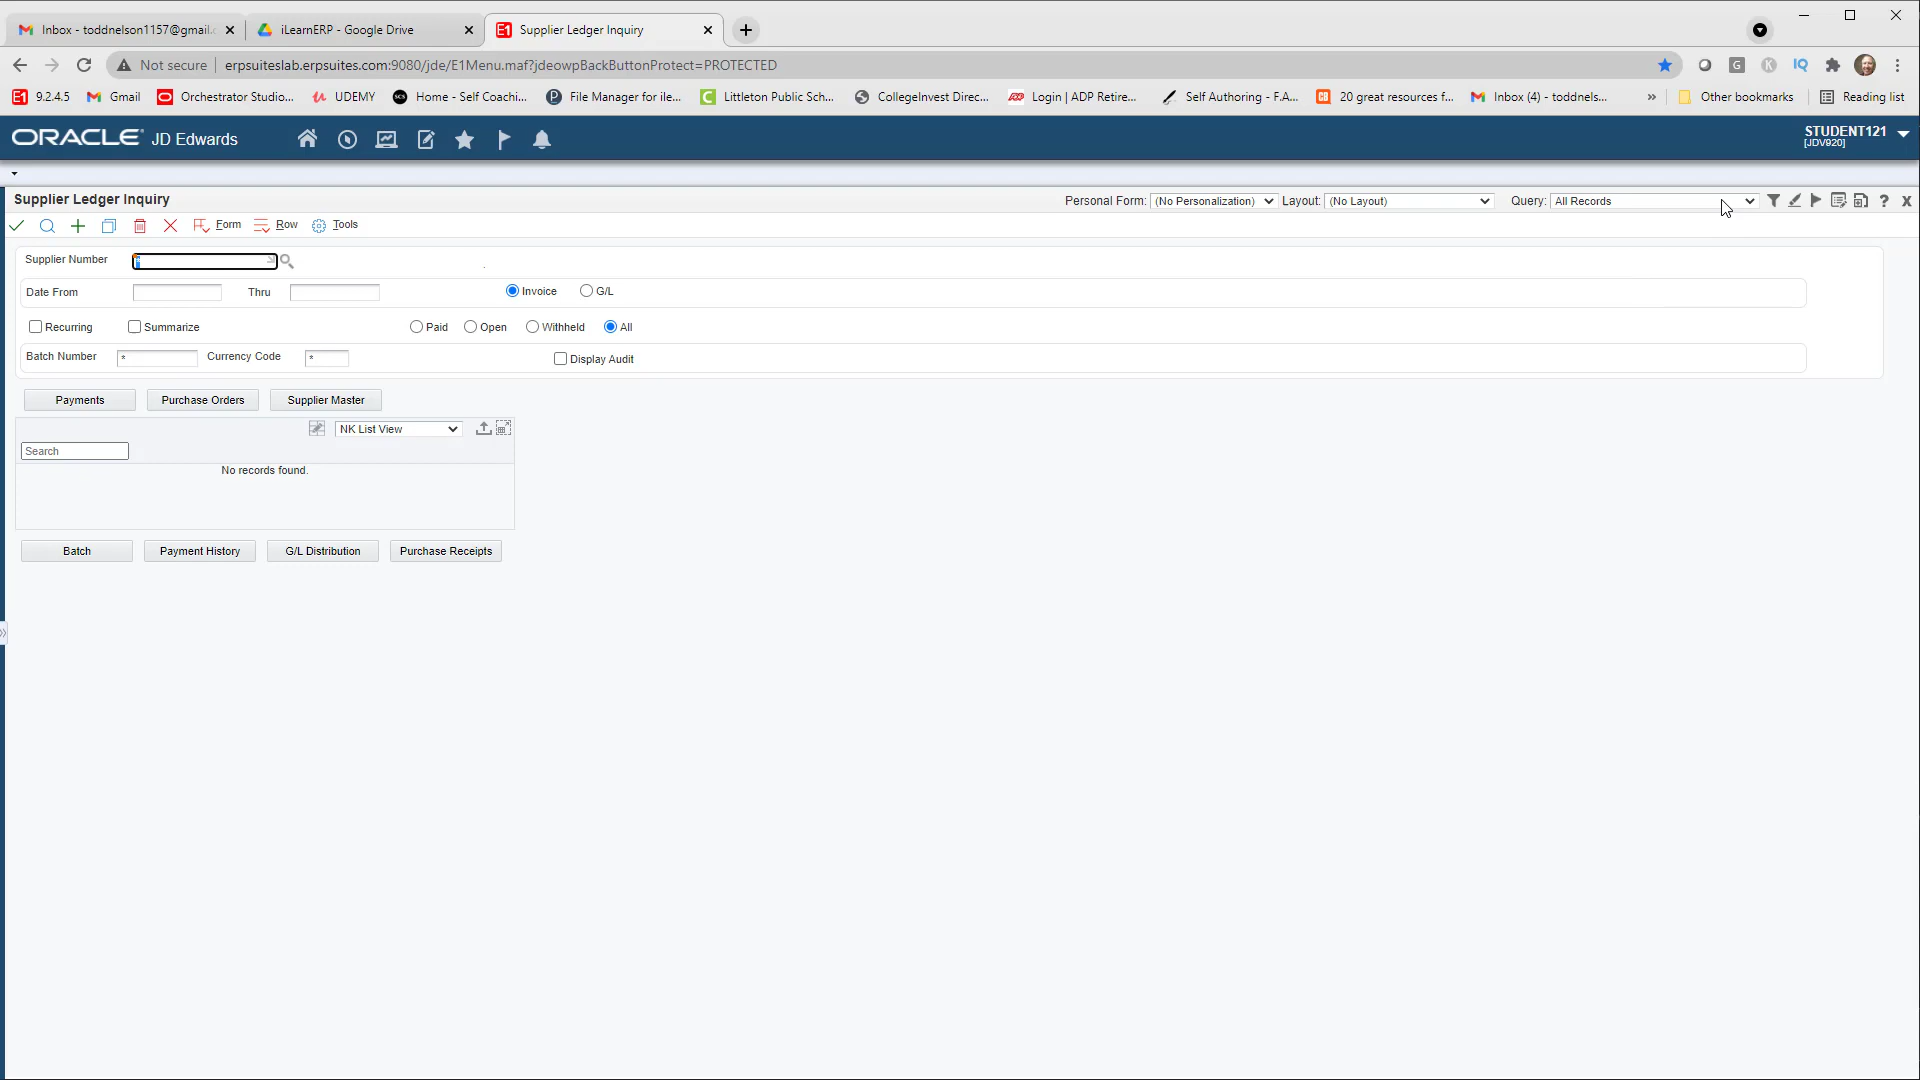 Inbox - toddnelson1157@gmail.c
iLearnERP - Google Drive
E1 Supplier Ledger Inquiry
Not secure erpsuiteslab.erpsuites.com:9080/jde/E1Menu.maf?jdeowpBackButtonProtect=PROTECTED
E1 9.2.4.5 Gmail Orchestrator Studio... UDEMY Home - Self Coachi... File Manager for ile... Littleton Public Sch... CollegeInvest Direc... Login | ADP Retire... Self Authoring - F.A... 20 great resources f... Inbox (4) - toddnels... » Other bookmarks Reading list
ORACLE JD Edwards
STUDENT121
[JDV920]
Supplier Ledger Inquiry
Personal Form: (No Personalization) Layout: (No Layout) Query: All Records
Form Row Tools
Supplier Number
Date From Thru Invoice G/L
Recurring Summarize Paid Open Withheld All
Batch Number * Currency Code * Display Audit
Payments Purchase Orders Supplier Master
NK List View
Search
No records found.
Batch Payment History G/L Distribution Purchase Receipts